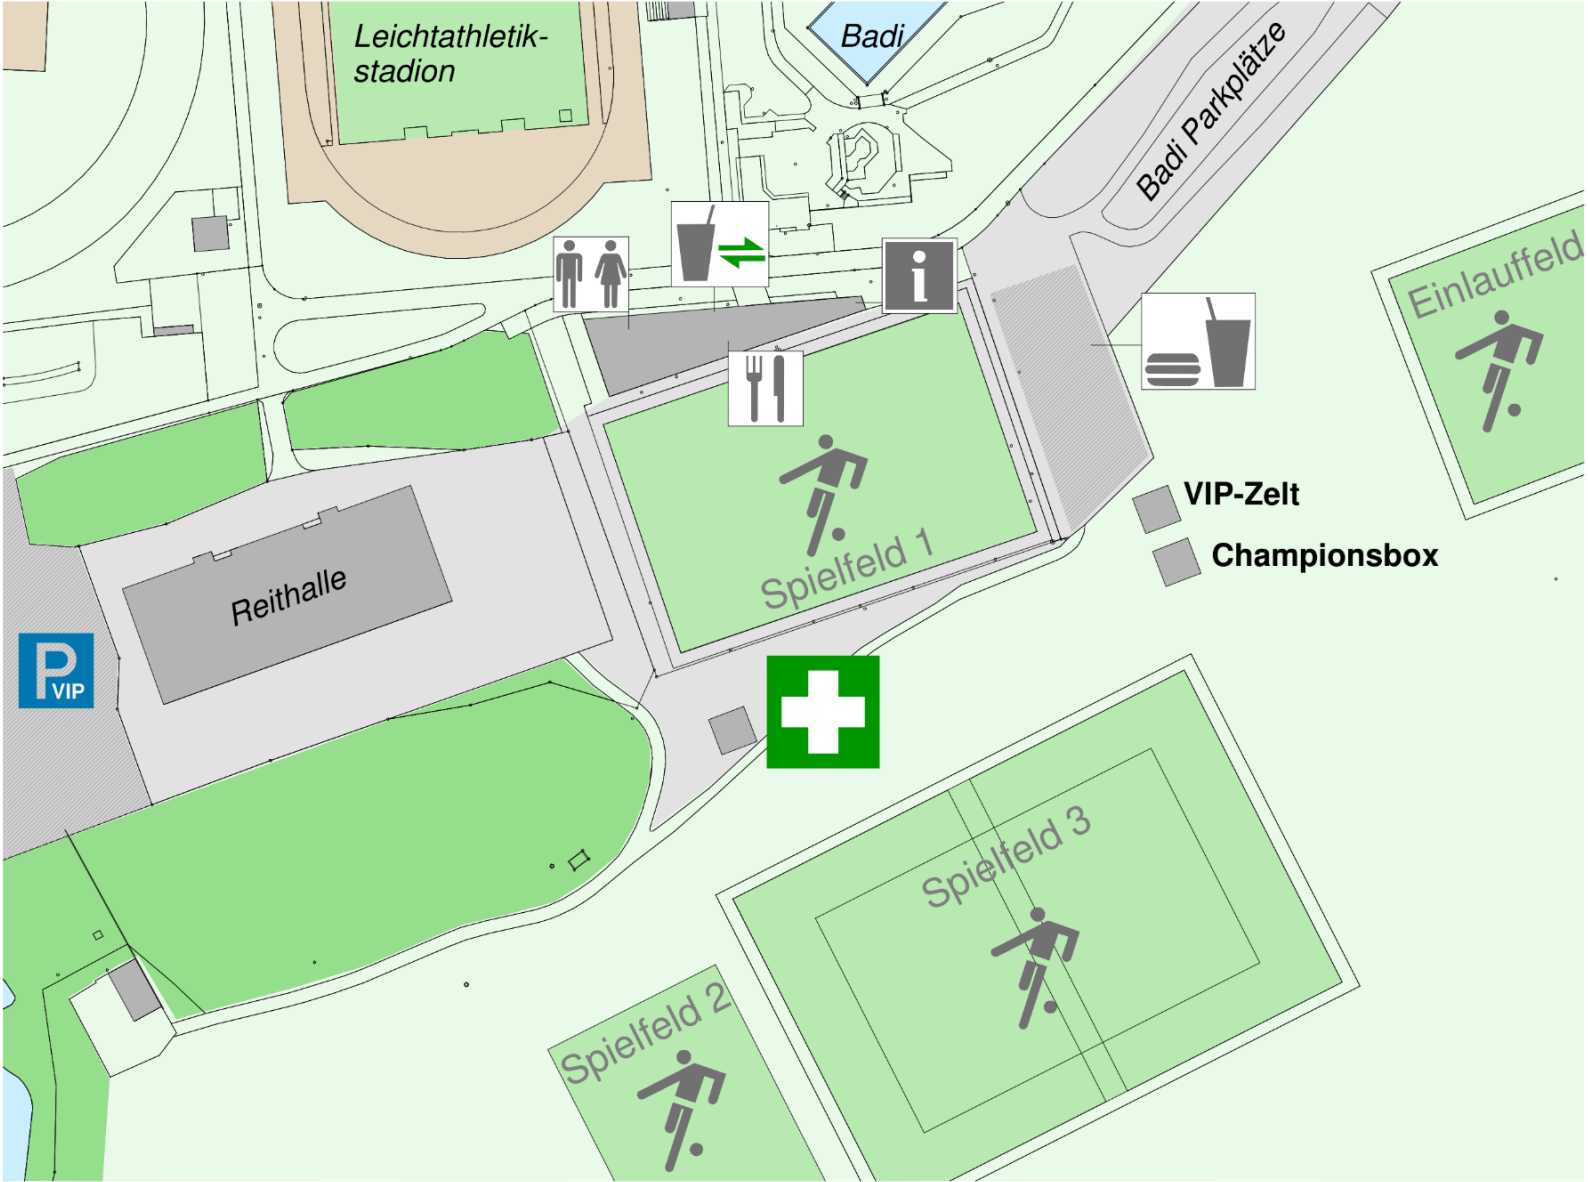 Leichtathletik-
stadion
Badi
Badi Parkplätze
i
Einlauffeld
VIP-Zelt
Championsbox
Spielfeld 1
Reithalle
P
VIP
Spielfeld 3
Spielfeld 2